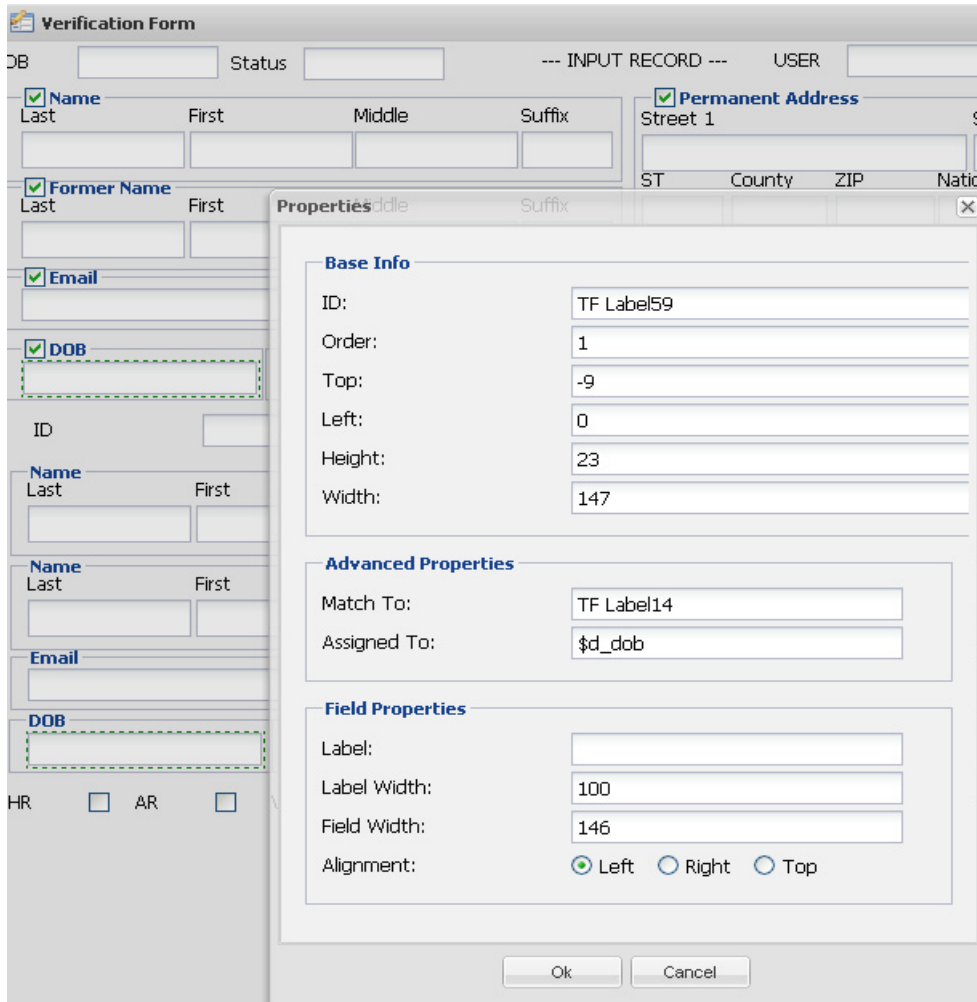 Verification Form
OB Status --- INPUT RECORD --- USER
Name Permanent Address
Last First Middle Suffix Street 1 S
Former Name ST County ZIP Natio
Last First Middle Suffix
Properties
Email
Base Info
ID: TF Label59
Order: 1
DOB
Top: -9
Left: 0
ID
Height: 23
Name
Last First
Width: 147
Advanced Properties
Name
Last First
Match To: TF Label14
Assigned To: $d_dob
Email
Field Properties
DOB
Label:
Label Width: 100
HR AR
Field Width: 146
Alignment: Left Right Top
Ok Cancel